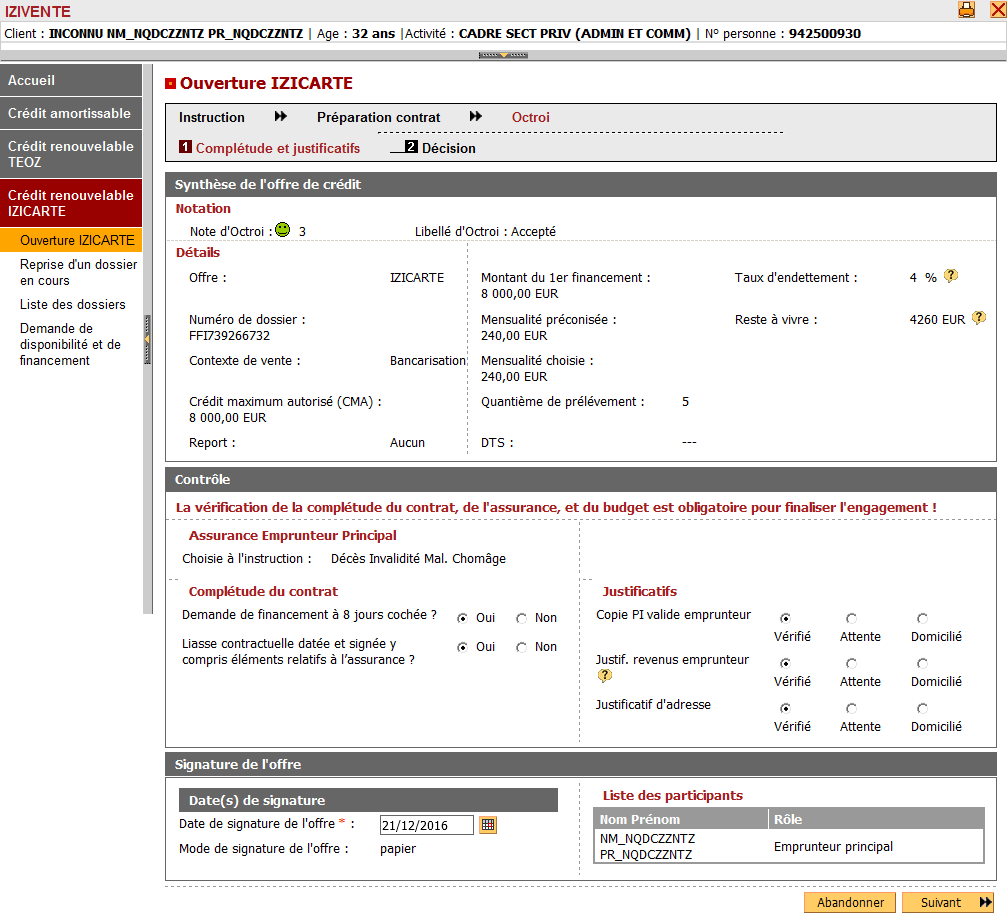 IZIVENTE
Client : INCONNU NM_NQDCZZNTZ PR_NQDCZZNTZ | Age : 32 ans |Activité : CADRE SECT PRIV (ADMIN ET COMM) | N° personne : 942500930
Accueil
Crédit amortissable
Crédit renouvelable
TEOZ
Crédit renouvelable
IZICARTE
Ouverture IZICARTE
Reprise d'un dossier
en cours
Liste des dossiers
Demande de
disponibilité et de
financement
Ouverture IZICARTE
Instruction Préparation contrat Octroi
1 Complétude et justificatifs 2 Décision
Synthèse de l'offre de crédit
Notation
Note d'Octroi : 3 Libellé d'Octroi : Accepté
Détails
Offre : IZICARTE Montant du 1er financement : Taux d'endettement : 4 % ?
8 000,00 EUR
Numéro de dossier : Mensualité préconisée : Reste à vivre : 4260 EUR ?
FFI739266732 240,00 EUR
Contexte de vente : Bancarisation Mensualité choisie :
240,00 EUR
Crédit maximum autorisé (CMA) : Quantième de prélévement : 5
8 000,00 EUR
Report : Aucun DTS : ---
Contrôle
La vérification de la complétude du contrat, de l'assurance, et du budget est obligatoire pour finaliser l'engagement !
Assurance Emprunteur Principal
Choisie à l'instruction : Décès Invalidité Mal. Chomâge
Complétude du contrat
Demande de financement à 8 jours cochée ? Oui Non
Liasse contractuelle datée et signée y
compris éléments relatifs à l'assurance ? Oui Non
Justificatifs
Copie PI valide emprunteur
Vérifié Attente Domicilié
Justif. revenus emprunteur
?
Vérifié Attente Domicilié
Justificatif d'adresse
Vérifié Attente Domicilié
Signature de l'offre
Date(s) de signature
Date de signature de l'offre * : 21/12/2016
Mode de signature de l'offre : papier
Liste des participants
Nom Prénom Rôle
NM_NQDCZZNTZ
PR_NQDCZZNTZ Emprunteur principal
Abandonner Suivant